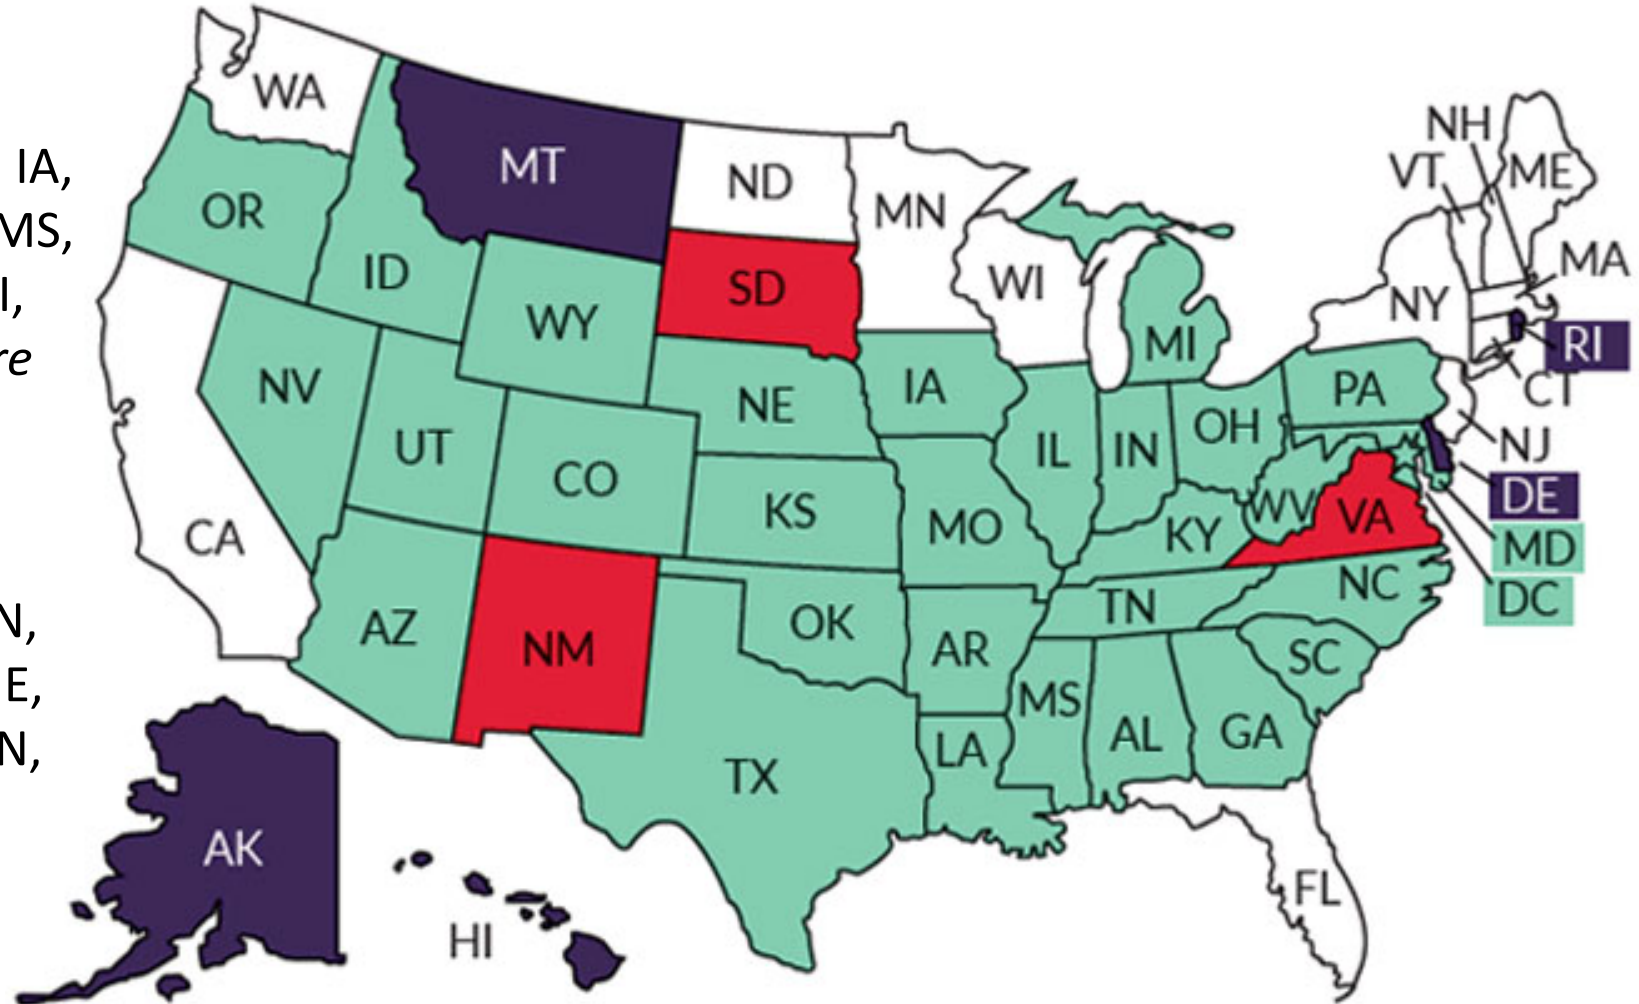 IA,
MS,
I,
re
N,
E,
N,
WA
OR
CA
ID
NV
MT
WY
UT
CO
AZ
NM
ND
SD
NE
KS
OK
TX
MN
IA
MO
AR
LA
WI
IL
MI
IN
OH
KY
TN
MS
AL
GA
WV
VA
NC
SC
FL
PA
NY
VT
NH
ME
MA
RI
CT
NJ
DE
MD
DC
AK
HI